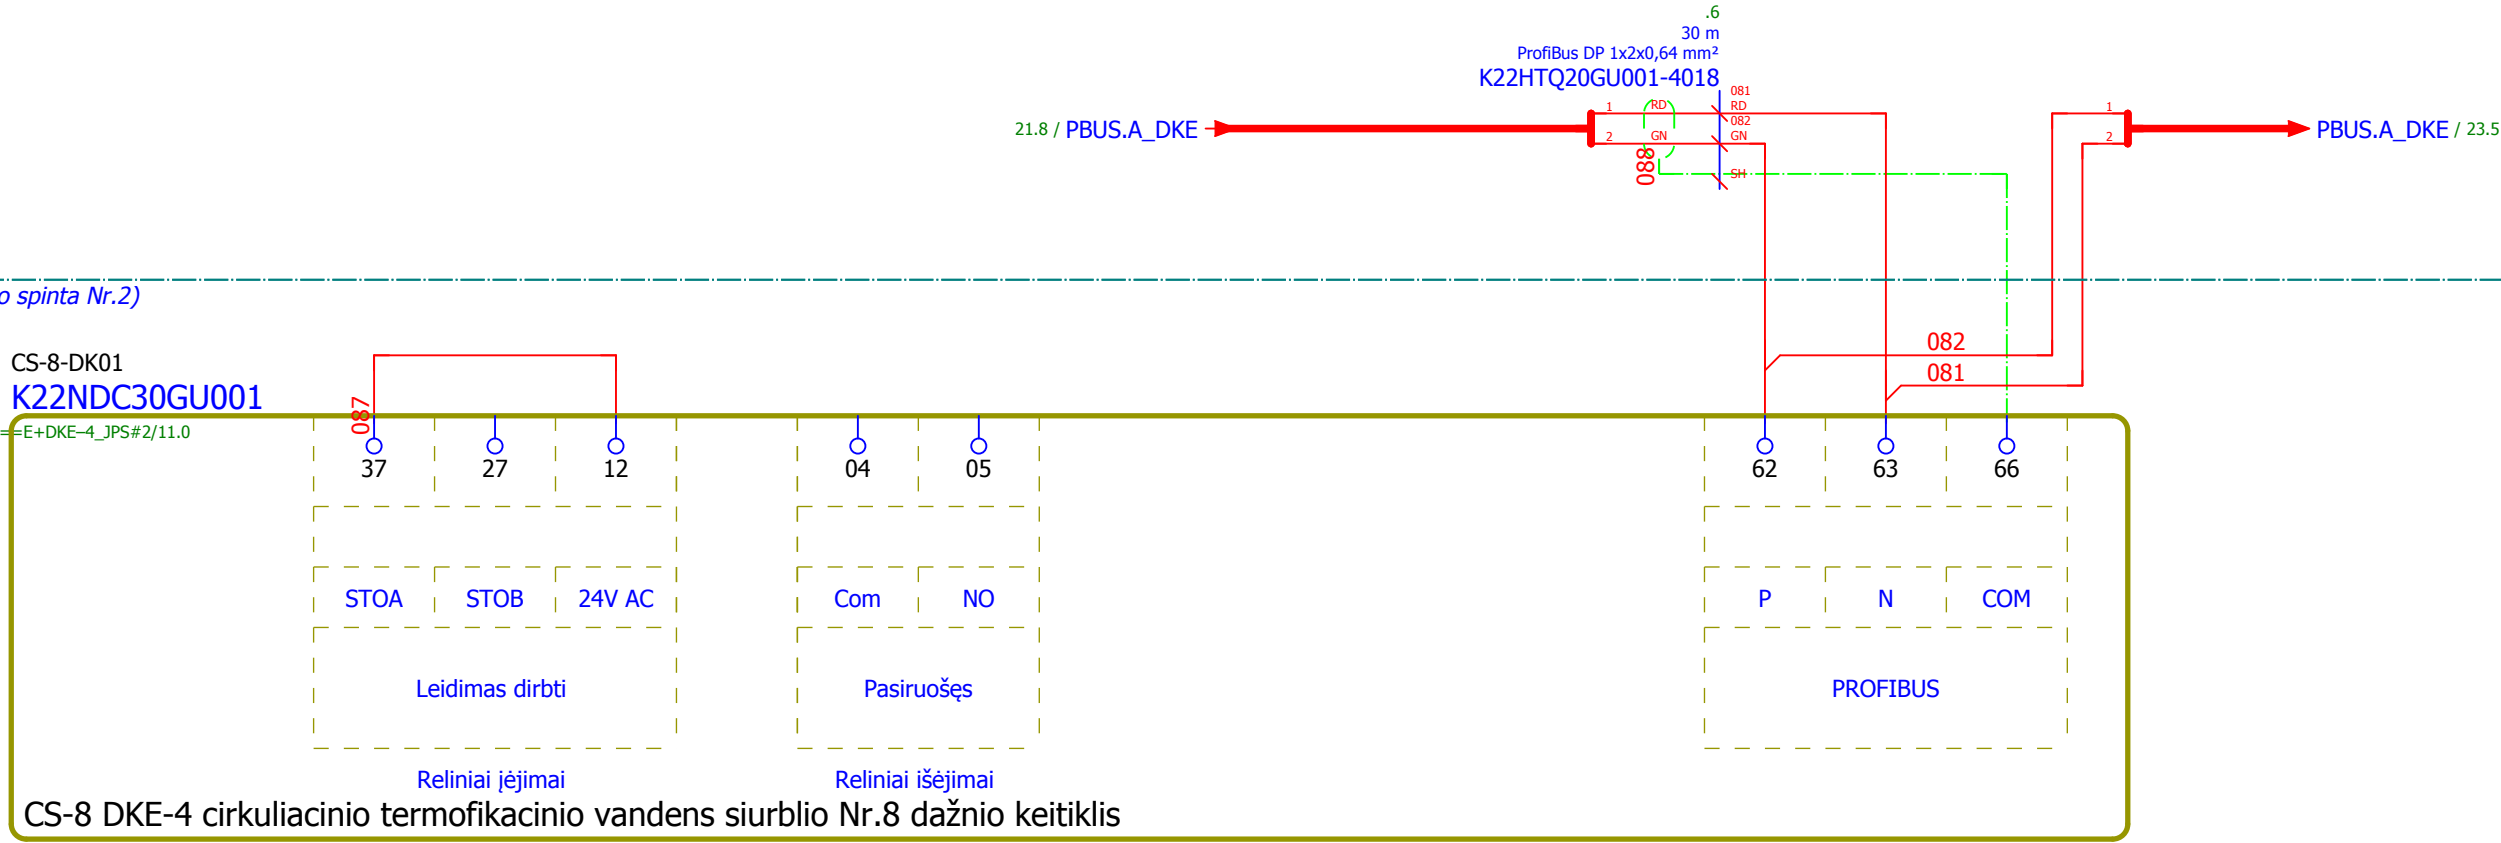 .6
30 m
ProfiBus DP 1x2x0,64 mm²
K22HTQ20GU001-4018
21.8 / PBUS.A_DKE
1
RD
081
RD
082
2
GN
GN
088
SH
1
2
PBUS.A_DKE / 23.5
o spinta Nr.2)
CS-8-DK01
K22NDC30GU001
==E+DKE-4_JPS#2/11.0
087
082
081
37
27
12
04
05
62
63
66
STOA
STOB
24V AC
Com
NO
P
N
COM
Leidimas dirbti
Pasiruošęs
PROFIBUS
Reliniai įėjimai
Reliniai išėjimai
CS-8 DKE-4 cirkuliacinio termofikacinio vandens siurblio Nr.8 dažnio keitiklis